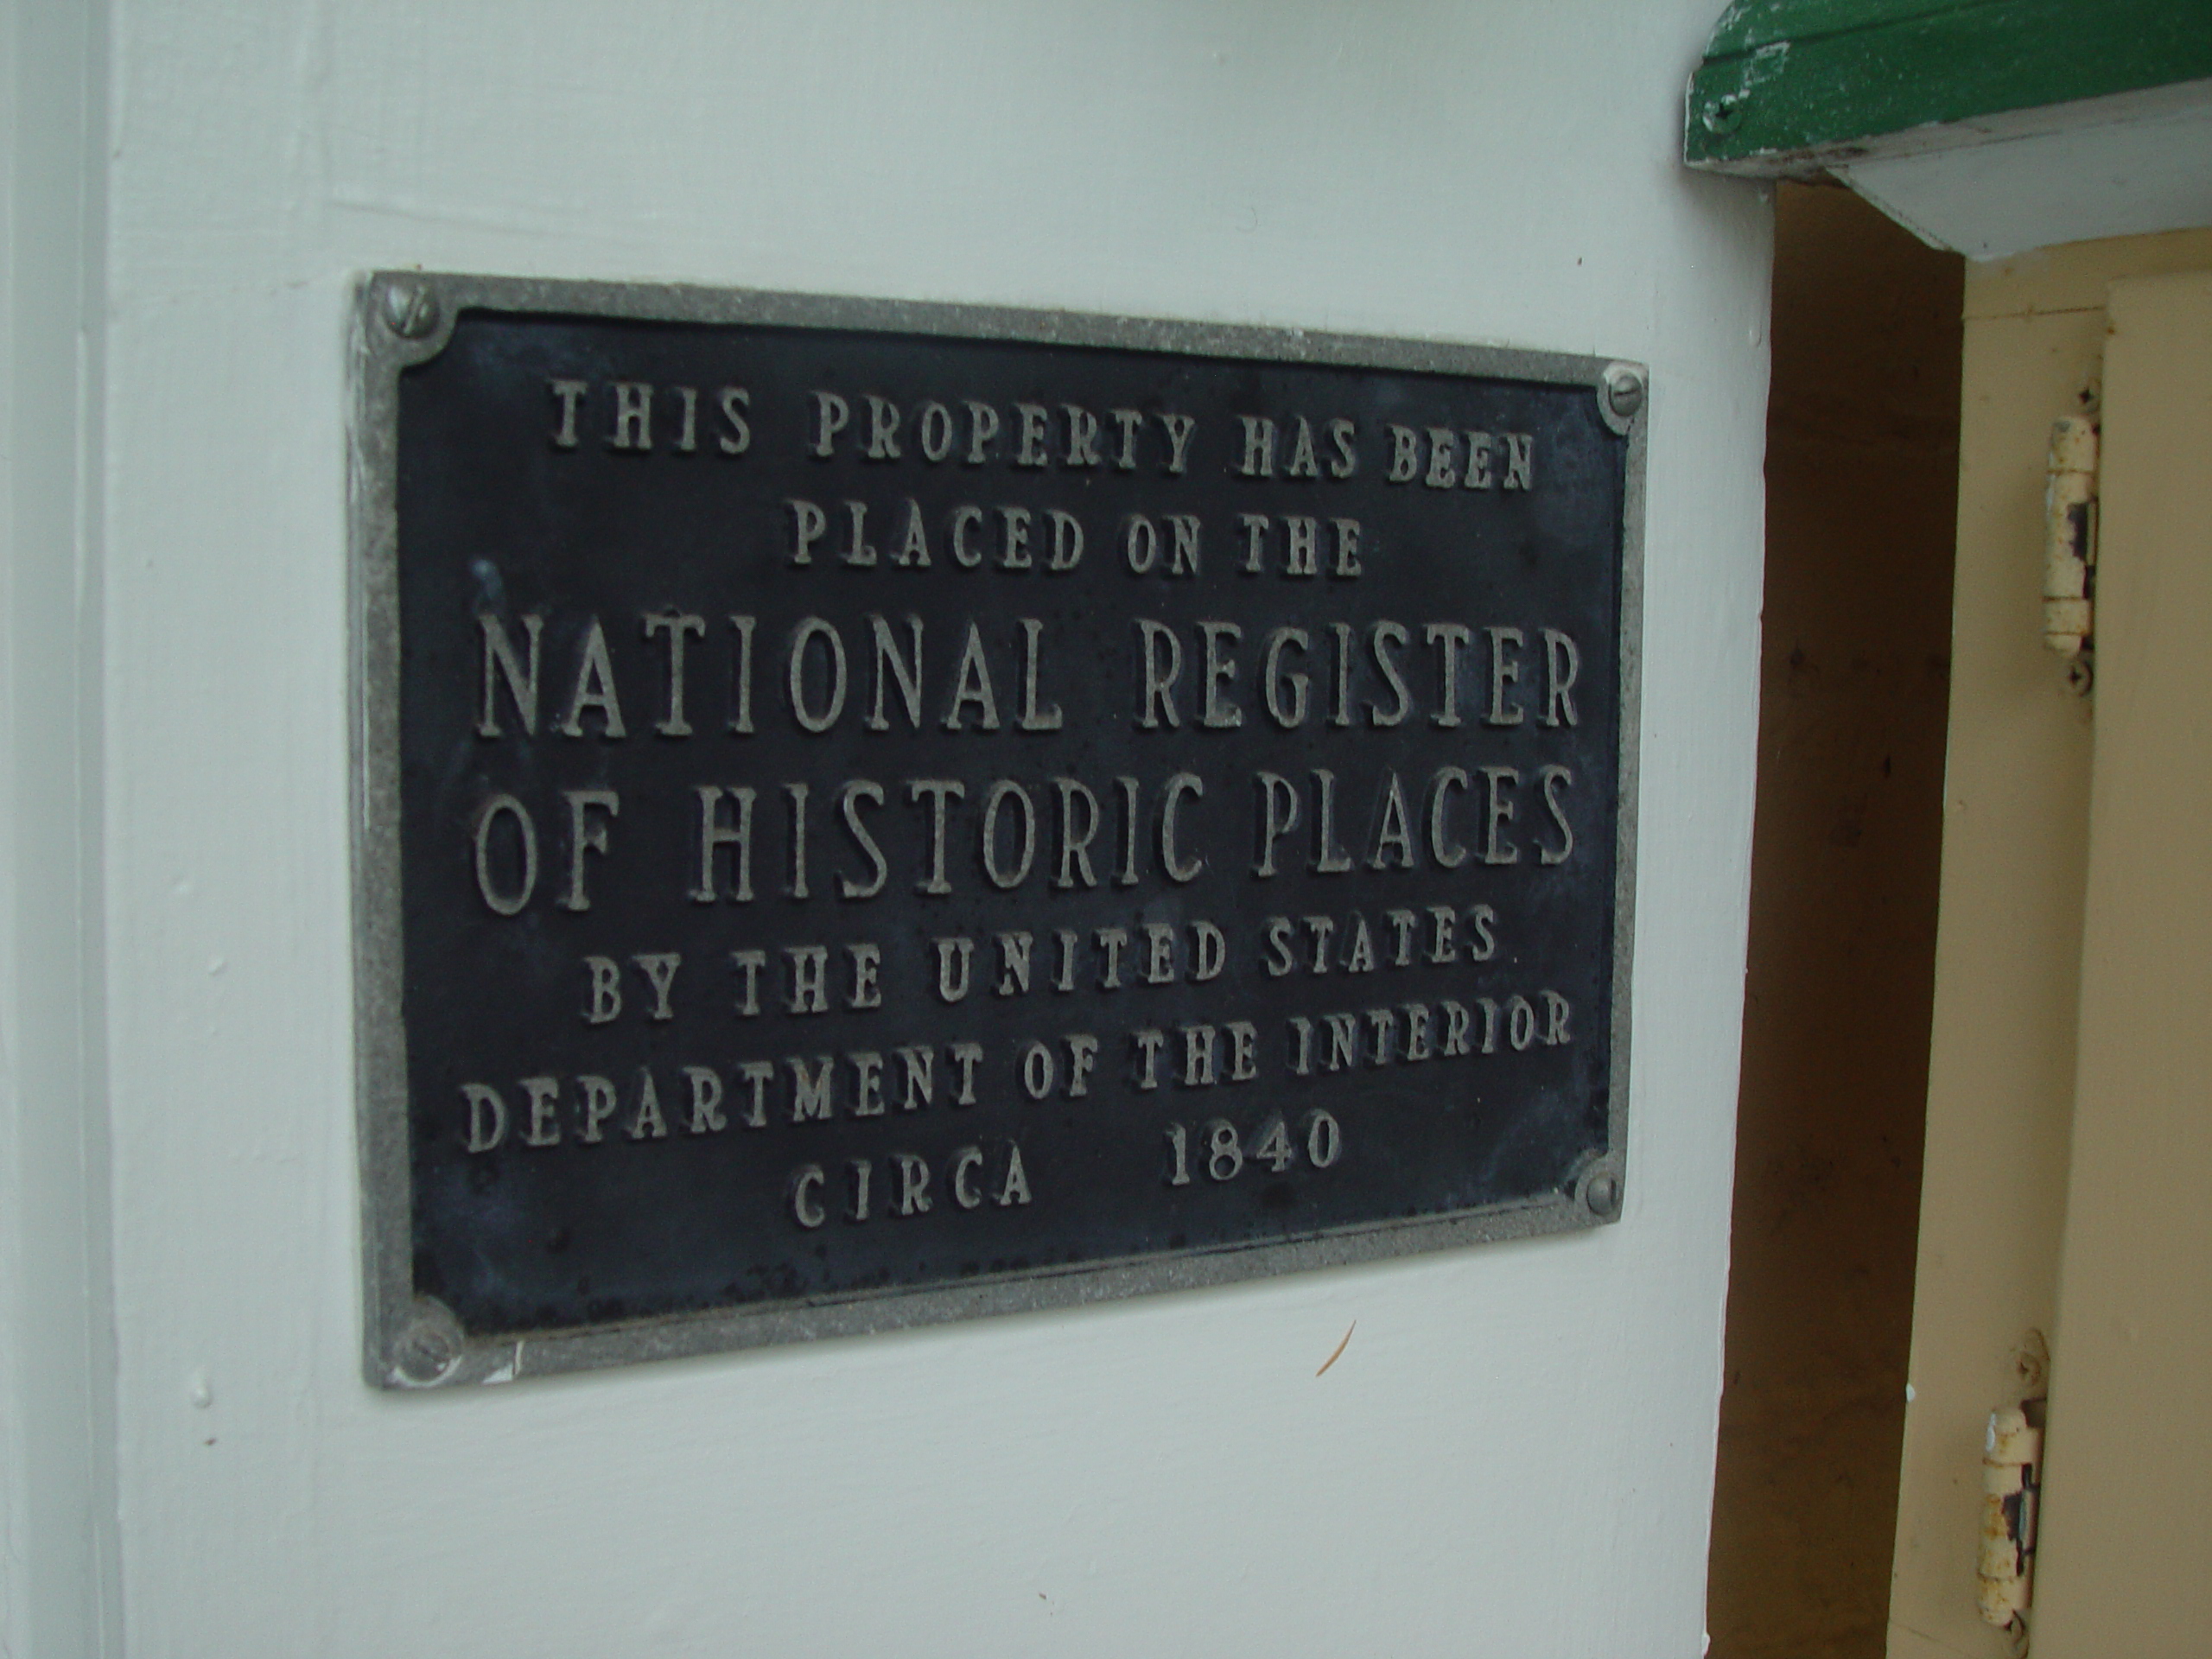 THIS PROPERTY HAS BEEN
PLACED ON THE
NATIONAL REGISTER
OF HISTORIC PLACES
BY THE UNITED STATES
DEPARTMENT OF THE INTERIOR
CIRCA 1840